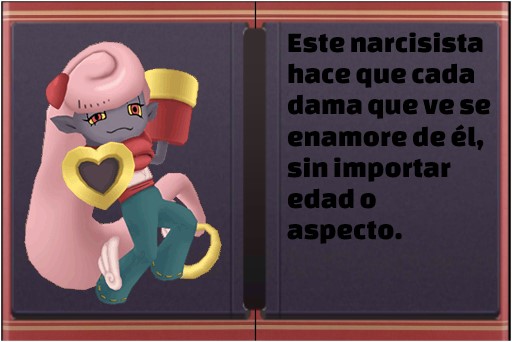 Este narcisista
hace que cada
dama que ve se
enamore de él,
sin importar
edad o
aspecto.